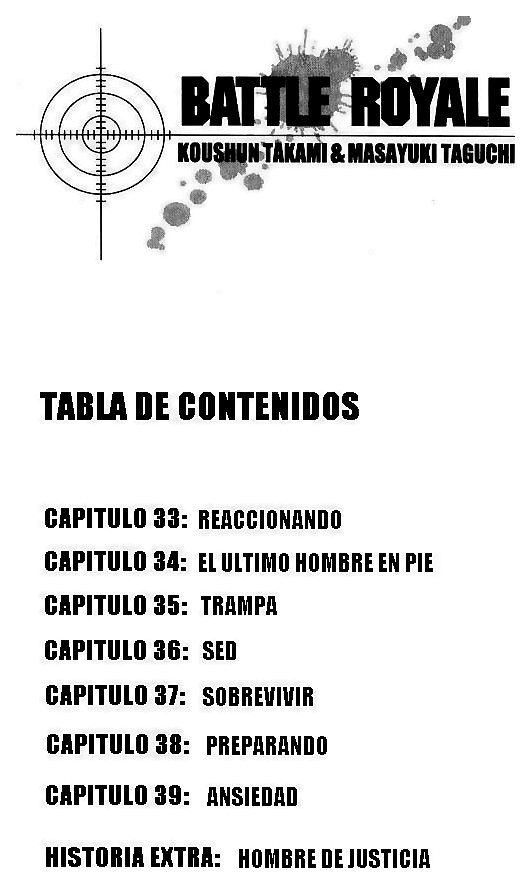 BATTLE ROYALE
KOUSHUN TAKAMI & MASAYUKI TAGUCHI
TABLA DE CONTENIDOS
CAPITULO 33: REACCIONANDO
CAPITULO 34: EL ULTIMO HOMBRE EN PIE
CAPITULO 35: TRAMPA
CAPITULO 36: SED
CAPITULO 37: SOBREVIVIR
CAPITULO 38: PREPARANDO
CAPITULO 39: ANSIEDAD
HISTORIA EXTRA: HOMBRE DE JUSTICIA